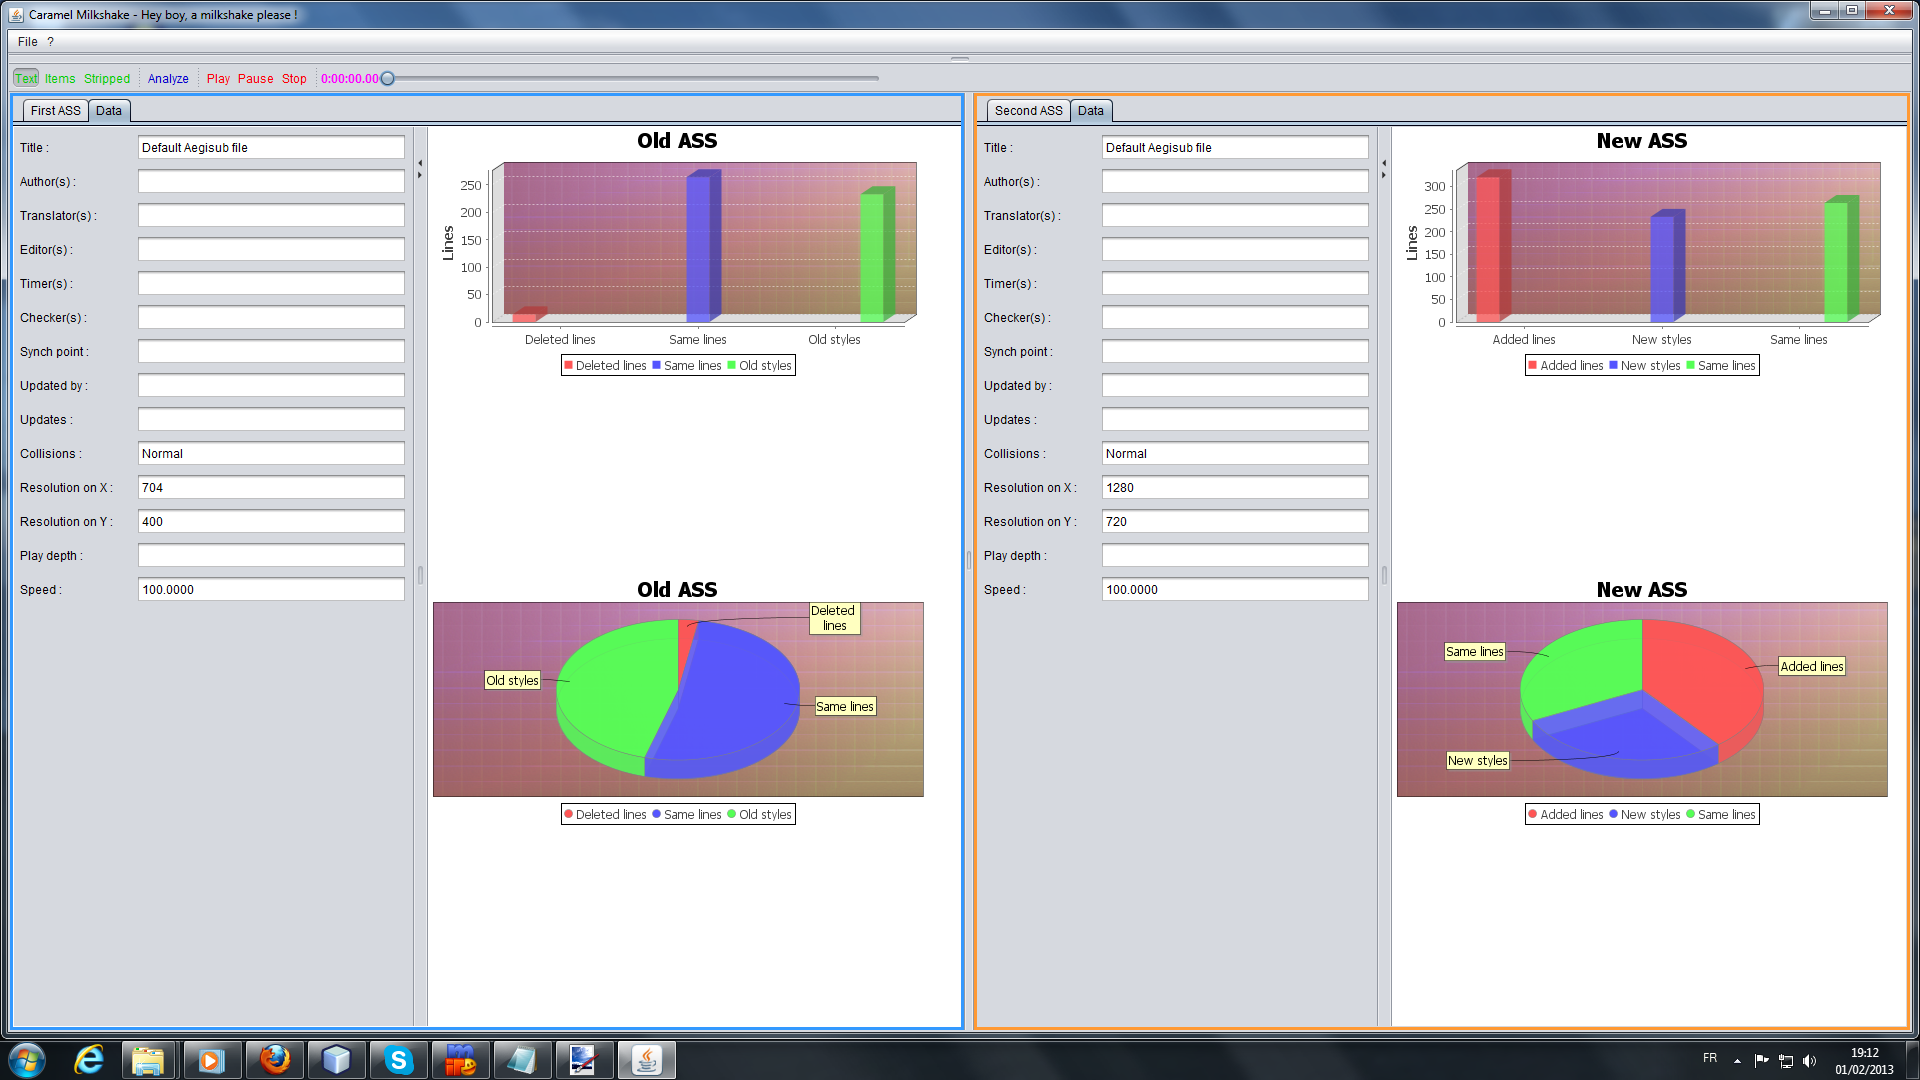 Caramel Milkshake - Hey boy, a milkshake please !
File ?
Text Items Stripped Analyze Play Pause Stop 0:00:00.00
First ASS Data
Title : Default Aegisub file
Author(s) :
Translator(s) :
Editor(s) :
Timer(s) :
Checker(s) :
Synch point :
Updated by :
Updates :
Collisions : Normal
Resolution on X : 704
Resolution on Y : 400
Play depth :
Speed : 100.0000
Old ASS
Lines
250
200
150
100
50
0
Deleted lines Same lines Old styles
Deleted lines Same lines Old styles
Old ASS
Deleted lines
Old styles
Same lines
Deleted lines Same lines Old styles
Second ASS Data
Title : Default Aegisub file
Author(s) :
Translator(s) :
Editor(s) :
Timer(s) :
Checker(s) :
Synch point :
Updated by :
Updates :
Collisions : Normal
Resolution on X : 1280
Resolution on Y : 720
Play depth :
Speed : 100.0000
New ASS
Lines
300
250
200
150
100
50
0
Added lines New styles Same lines
Added lines New styles Same lines
New ASS
Same lines
Added lines
New styles
Added lines New styles Same lines
FR
19:12
01/02/2013